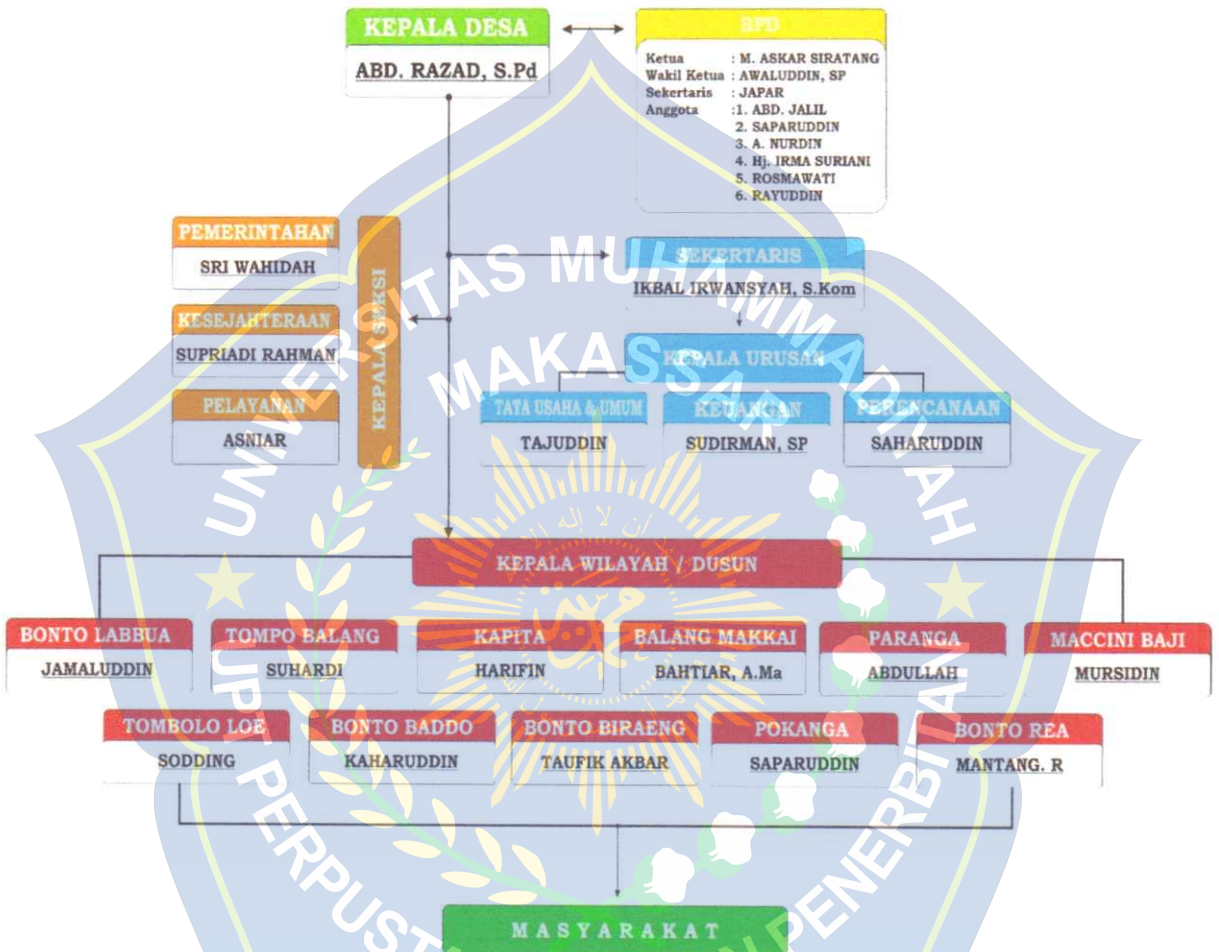 KEPALA DESA
ABD. RAZAD, S.Pd
BPD
Ketua : M. ASKAR SIRATANG
Wakil Ketua : AWALUDDIN, SP
Sekertaris : JAPAR
Anggota :1. ABD. JALIL
2. SAPARUDDIN
3. A. NURDIN
4. Hj. IRMA SURIANI
5. ROSMAWATI
6. RAYUDDIN
PEMERINTAHAN
SRI WAHIDAH
KESEJAHTERAAN
SUPRIADI RAHMAN
PELAYANAN
ASNIAR
KEPALA SEKSI
SEKERTARIS
IKBAL IRWANSYAH, S.Kom
KEPALA URUSAN
TATA USAHA & UMUM
TAJUDDIN
KEUANGAN
SUDIRMAN, SP
PERENCANAAN
SAHARUDDIN
KEPALA WILAYAH / DUSUN
BONTO LABBUA
JAMALUDDIN
TOMPO BALANG
SUHARDI
KAPITA
HARIFIN
BALANG MAKKAI
BAHTIAR, A.Ma
PARANGA
ABDULLAH
MACCINI BAJI
MURSIDIN
TOMBOLO LOE
SODDING
BONTO BADDO
KAHARUDDIN
BONTO BIRAENG
TAUFIK AKBAR
POKANGA
SAPARUDDIN
BONTO REA
MANTANG. R
MASYARAKAT
UNIVERSITAS MUHAMMADIYAH
MAKASSAR
UPT PERPUST
PENERBITAN